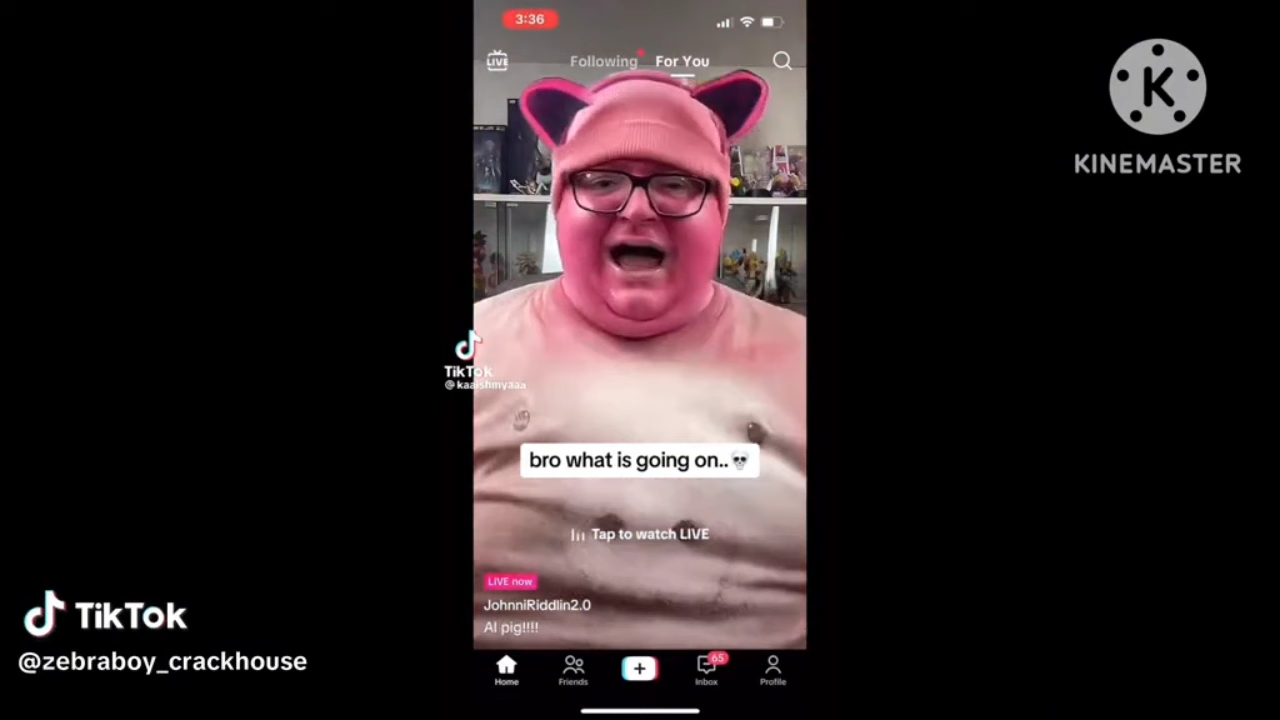 3:36
LIVE
Following
For You
K
KINEMASTER
TikTok
@kaaishmyaaa
bro what is going on..💀
Tap to watch LIVE
LIVE now
JohnniRiddlin2.0
AI pig!!!!
TikTok
@zebraboy_crackhouse
65
Home
Friends
Inbox
Profile